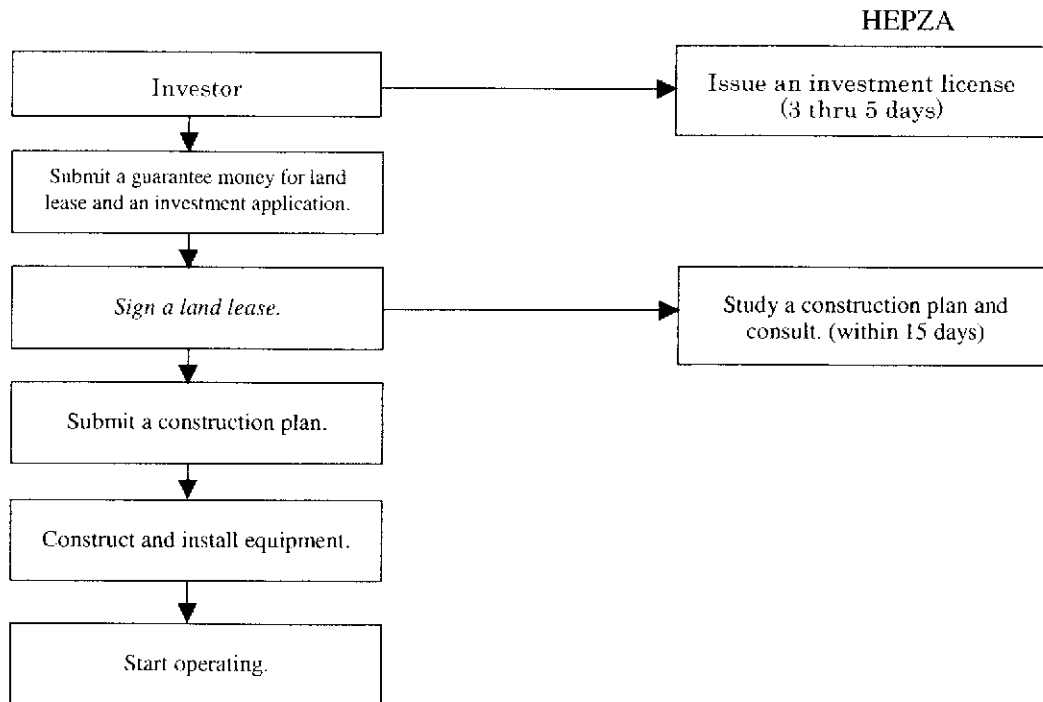 HEPZA
Investor
Issue an investment license
(3 thru 5 days)
Submit a guarantee money for land
lease and an investment application.
Sign a land lease.
Study a construction plan and
consult. (within 15 days)
Submit a construction plan.
Construct and install equipment.
Start operating.